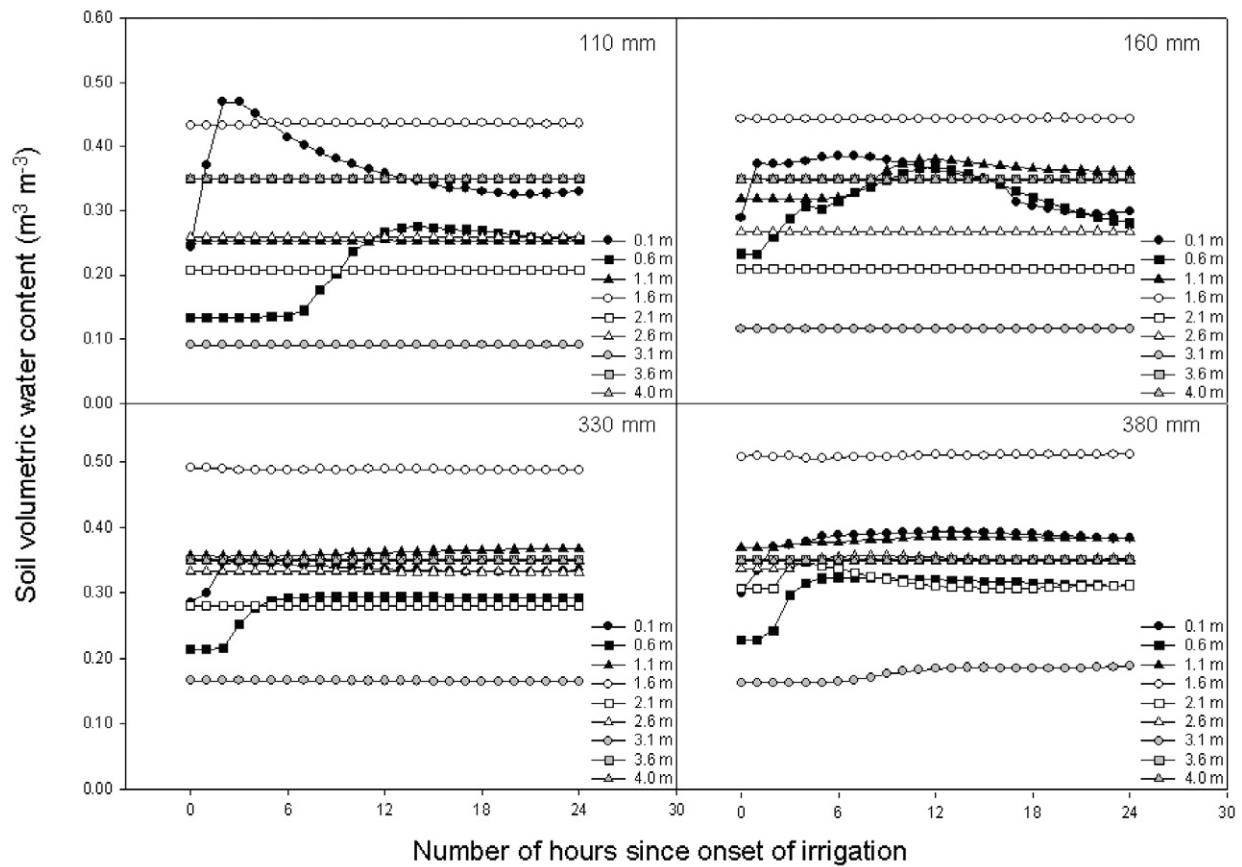 Soil volumetric water content (m³ m⁻³)
0.60
0.50
0.40
0.30
0.20
0.10
0.00
110 mm
0.1 m
0.6 m
1.1 m
1.6 m
2.1 m
2.6 m
3.1 m
3.6 m
4.0 m
160 mm
0.1 m
0.6 m
1.1 m
1.6 m
2.1 m
2.6 m
3.1 m
3.6 m
4.0 m
0.50
0.40
0.30
0.20
0.10
0.00
330 mm
0.1 m
0.6 m
1.1 m
1.6 m
2.1 m
2.6 m
3.1 m
3.6 m
4.0 m
380 mm
0.1 m
0.6 m
1.1 m
1.6 m
2.1 m
2.6 m
3.1 m
3.6 m
4.0 m
0 6 12 18 24 30
0 6 12 18 24 30
Number of hours since onset of irrigation